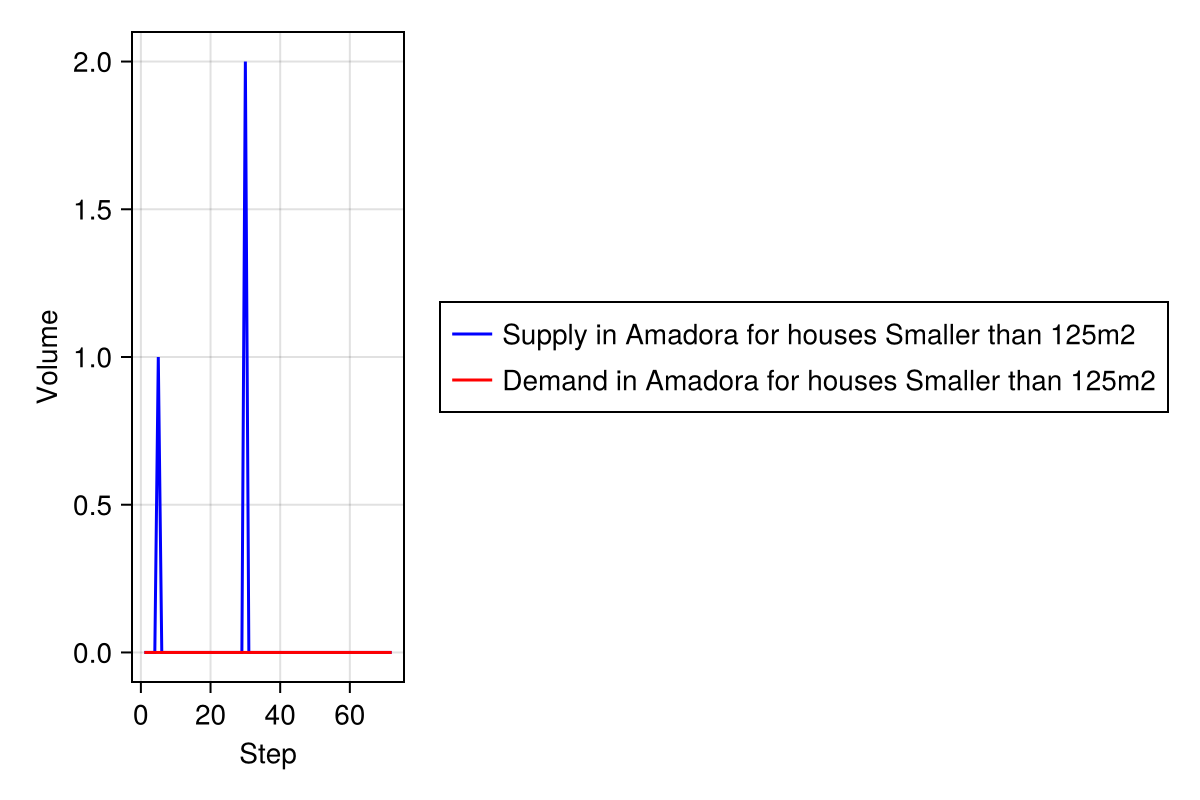 2.0
1.5
1.0
0.5
0.0
Volume
0 20 40 60
Step
Supply in Amadora for houses Smaller than 125m2
Demand in Amadora for houses Smaller than 125m2